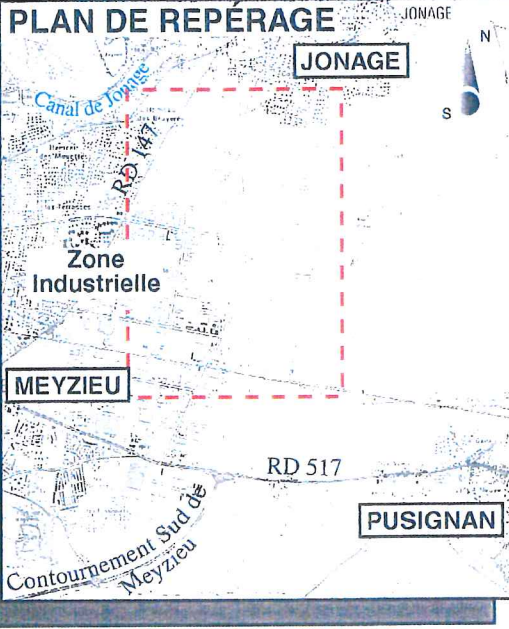 PLAN DE REPÉRAGE
JONAGE
JONAGE
N
S
Canal de Jonage
RD 147
Zone
Industrielle
MEYZIEU
RD 517
PUSIGNAN
Contournement Sud de
Meyzieu